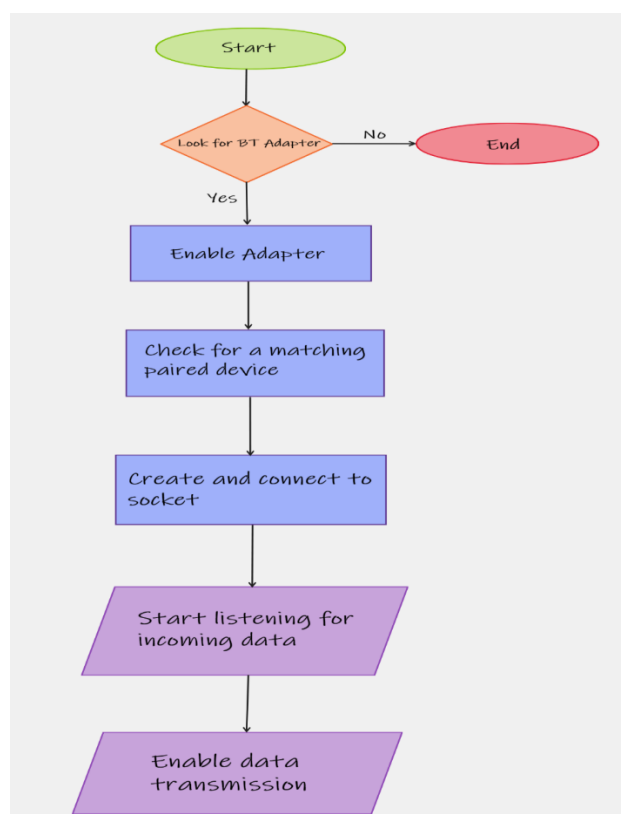 Start
Look for BT Adapter
No
End
Yes
Enable Adapter
Check for a matching
paired device
Create and connect to
socket
Start listening for
incoming data
Enable data
transmission